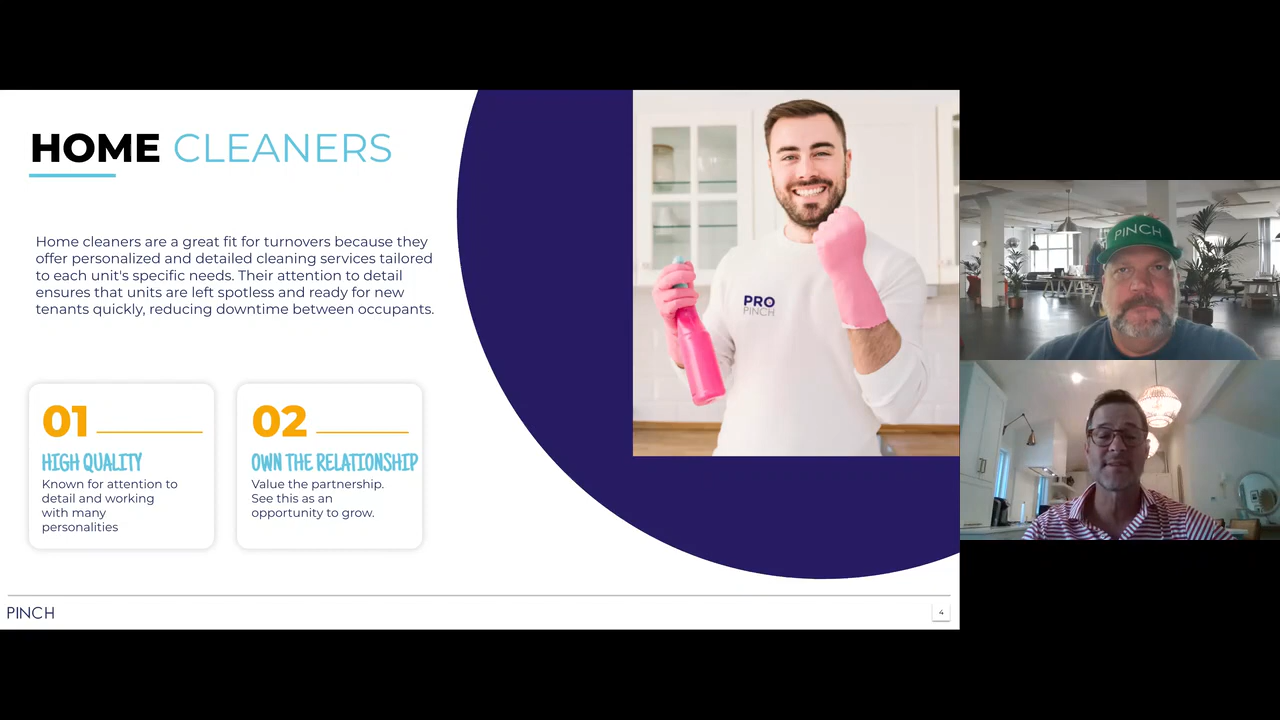 HOME CLEANERS
Home cleaners are a great fit for turnovers because they
offer personalized and detailed cleaning services tailored
to each unit's specific needs. Their attention to detail
ensures that units are left spotless and ready for new
tenants quickly, reducing downtime between occupants.
01
HIGH QUALITY
Known for attention to
detail and working
with many
personalities
02
OWN THE RELATIONSHIP
Value the partnership.
See this as an
opportunity to grow.
PRO
PINCH
PINCH
PINCH
4